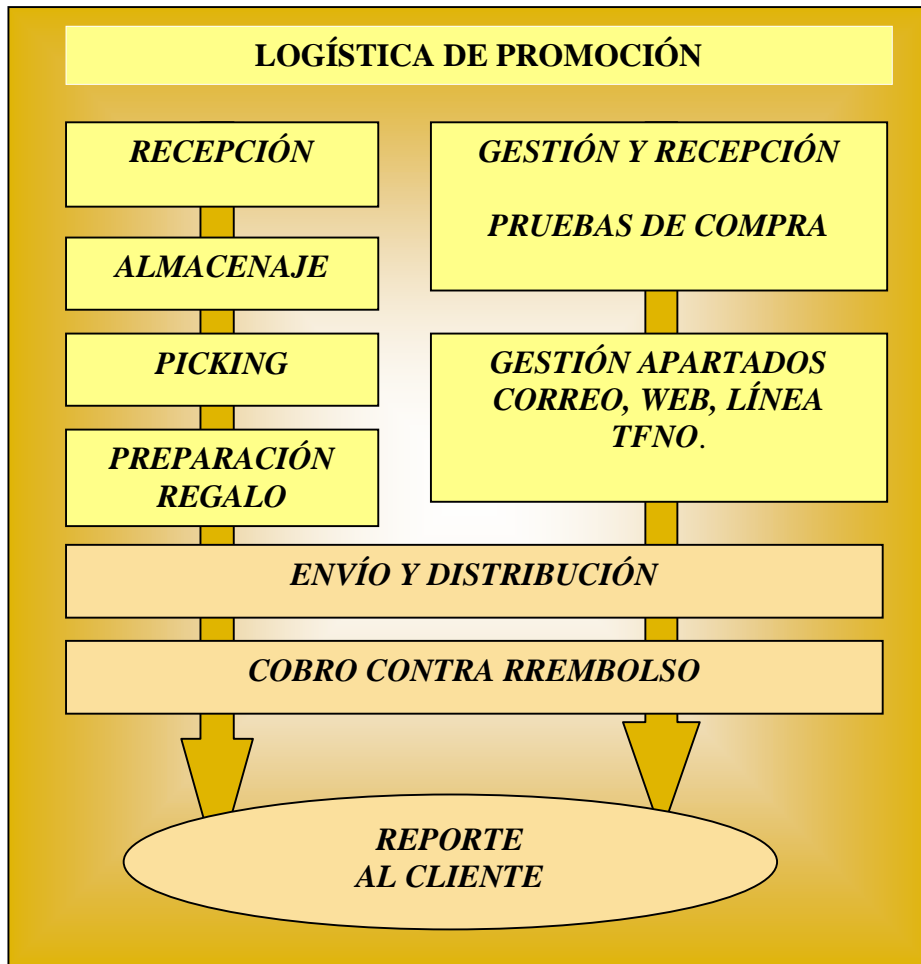 LOGÍSTICA DE PROMOCIÓN
RECEPCIÓN
ALMACENAJE
PICKING
PREPARACIÓN
REGALO
GESTIÓN Y RECEPCIÓN
PRUEBAS DE COMPRA
GESTIÓN APARTADOS
CORREO, WEB, LÍNEA
TFNO.
ENVÍO Y DISTRIBUCIÓN
COBRO CONTRA RREMBOLSO
REPORTE
AL CLIENTE